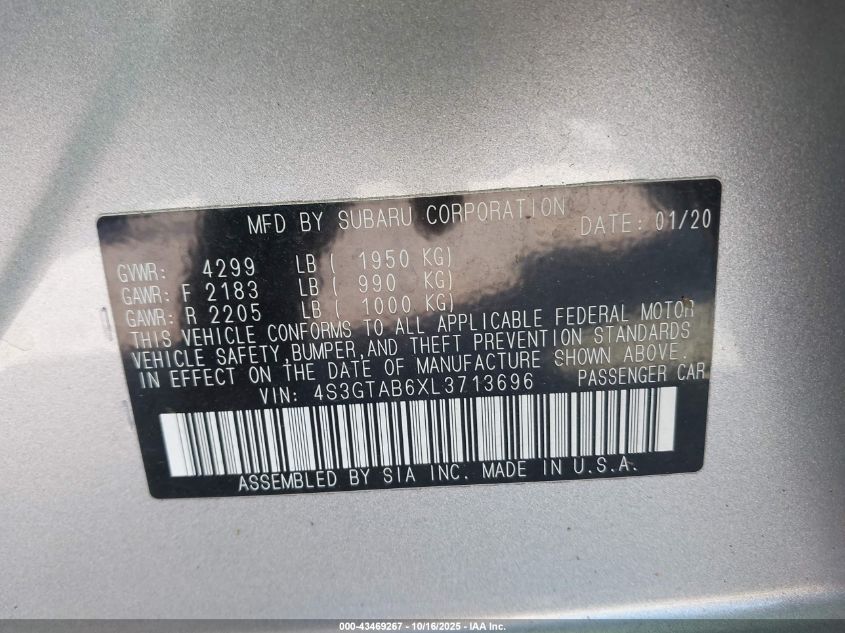 MFD BY SUBARU CORPORATION DATE: 01/20
GVWR: 4299 LB ( 1950 KG)
GAWR: F 2183 LB ( 990 KG)
GAWR: R 2205 LB ( 1000 KG)
THIS VEHICLE CONFORMS TO ALL APPLICABLE FEDERAL MOTOR
VEHICLE SAFETY,BUMPER,AND THEFT PREVENTION STANDARDS
IN EFFECT ON THE DATE OF MANUFACTURE SHOWN ABOVE.
VIN: 4S3GTAB6XL3713696 PASSENGER CAR
ASSEMBLED BY SIA INC. MADE IN U.S.A.
000-43469267 - 10/16/2025 - IAA Inc.